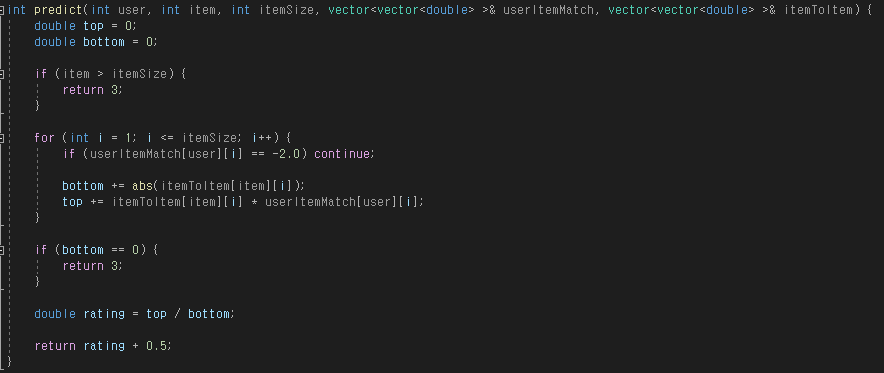 int predict(int user, int item, int itemSize, vector<vector<double> >& userItemMatch, vector<vector<double> >& itemToItem) {
    double top = 0;
    double bottom = 0;

    if (item > itemSize) {
        return 3;
    }

    for (int i = 1; i <= itemSize; i++) {
        if (userItemMatch[user][i] == -2.0) continue;

        bottom += abs(itemToItem[item][i]);
        top += itemToItem[item][i] * userItemMatch[user][i];
    }

    if (bottom == 0) {
        return 3;
    }

    double rating = top / bottom;

    return rating + 0.5;
}